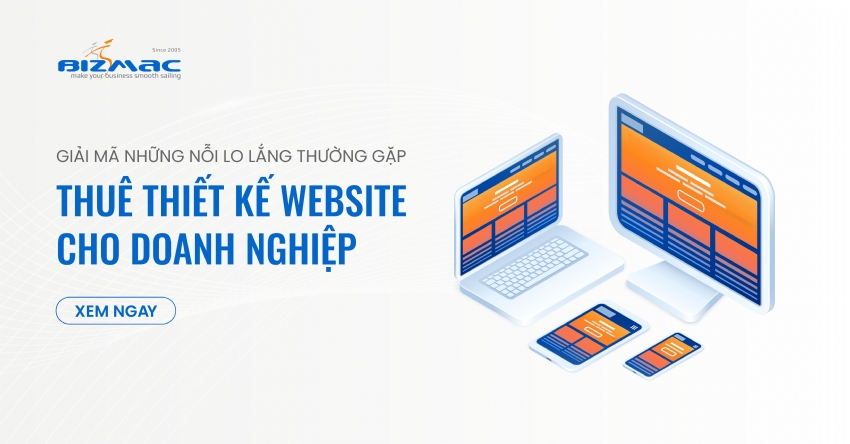 Since 2005
BIZMAC
make your business smooth sailing
GIẢI MÃ NHỮNG NỖI LO LẮNG THƯỜNG GẶP
THUÊ THIẾT KẾ WEBSITE
CHO DOANH NGHIỆP
XEM NGAY